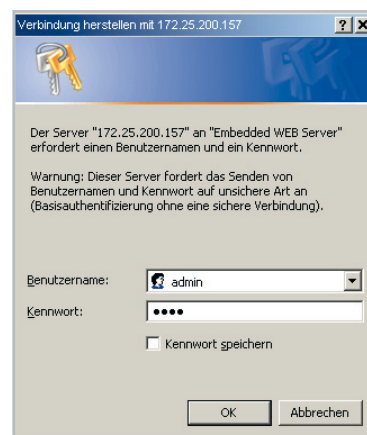 Verbindung herstellen mit 172.25.200.157
Der Server "172.25.200.157" an "Embedded WEB Server"
erfordert einen Benutzernamen und ein Kennwort.
Warnung: Dieser Server fordert das Senden von
Benutzernamen und Kennwort auf unsichere Art an
(Basisauthentifizierung ohne eine sichere Verbindung).
Benutzername: admin
Kennwort: ••••
Kennwort speichern
OK Abbrechen